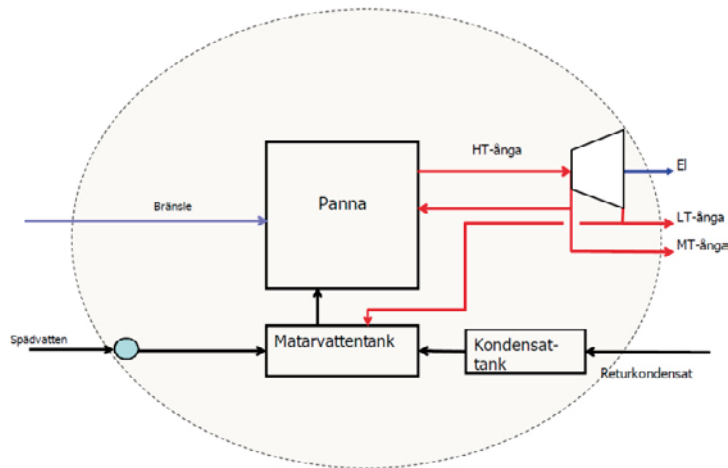 HT-ånga
El
Panna
Bränsle
LT-ånga
MT-ånga
Spädvatten
Matarvattentank
Kondensat-
tank
Returkondensat